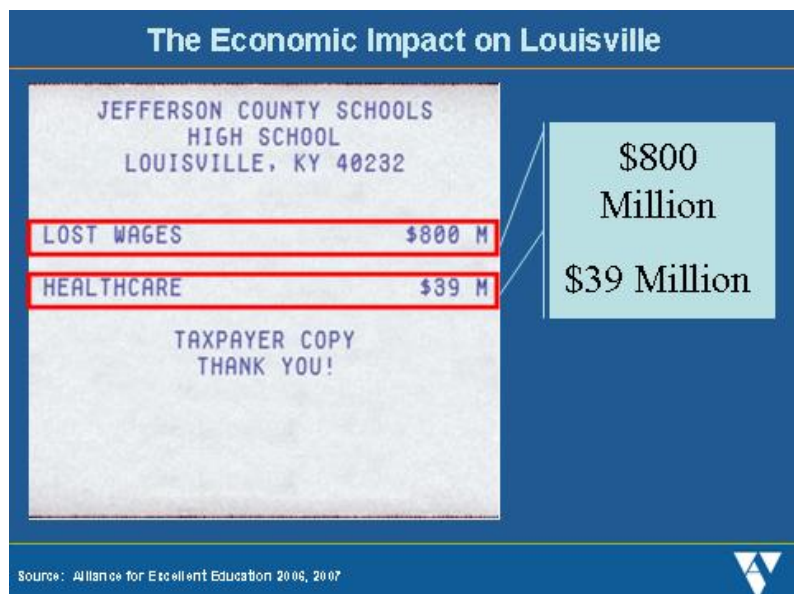 The Economic Impact on Louisville
JEFFERSON COUNTY SCHOOLS
HIGH SCHOOL
LOUISVILLE, KY 40232
LOST WAGES $800 M
HEALTHCARE $39 M
TAXPAYER COPY
THANK YOU!
$800
Million
$39 Million
Source: Alliance for Excellent Education 2006, 2007